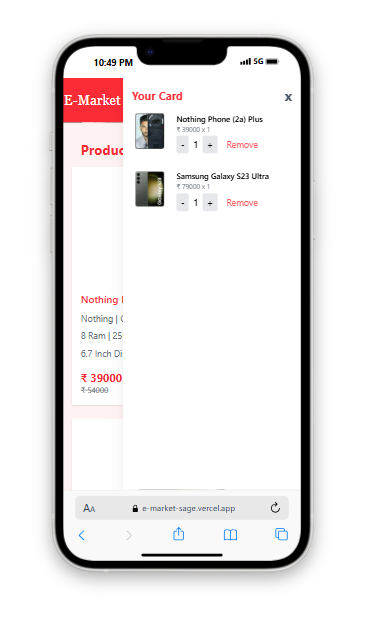 10:49 PM
5G
E-Market
Your Card
X
Nothing Phone (2a) Plus
₹ 39000 x 1
- 1 +
Remove
Samsung Galaxy S23 Ultra
₹ 79000 x 1
- 1 +
Remove
Produc
Nothing
Nothing |
8 Ram | 25
6.7 Inch Di
₹ 39000
₹ 54000
AA
e-market-sage.vercel.app